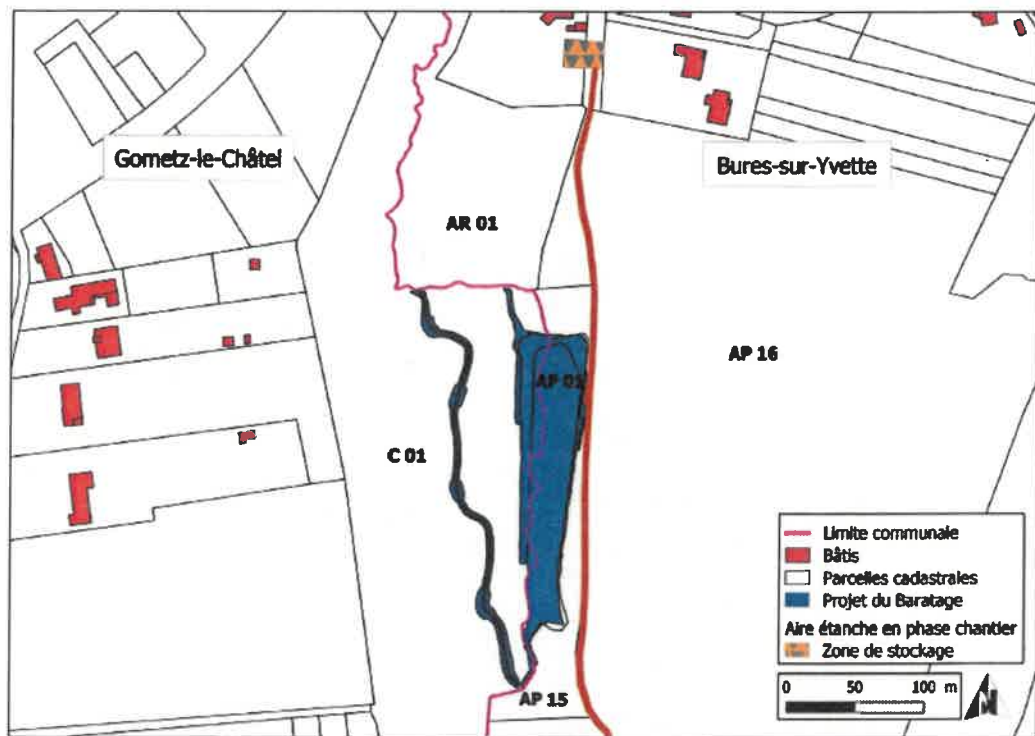 Gometz-le-Châtel
Bures-sur-Yvette
AR 01
AP 16
AP 01
C 01
AP 15
Limite communale
Bâtis
Parcelles cadastrales
Projet du Baratage
Aire étanche en phase chantier
Zone de stockage
0 50 100 m
N